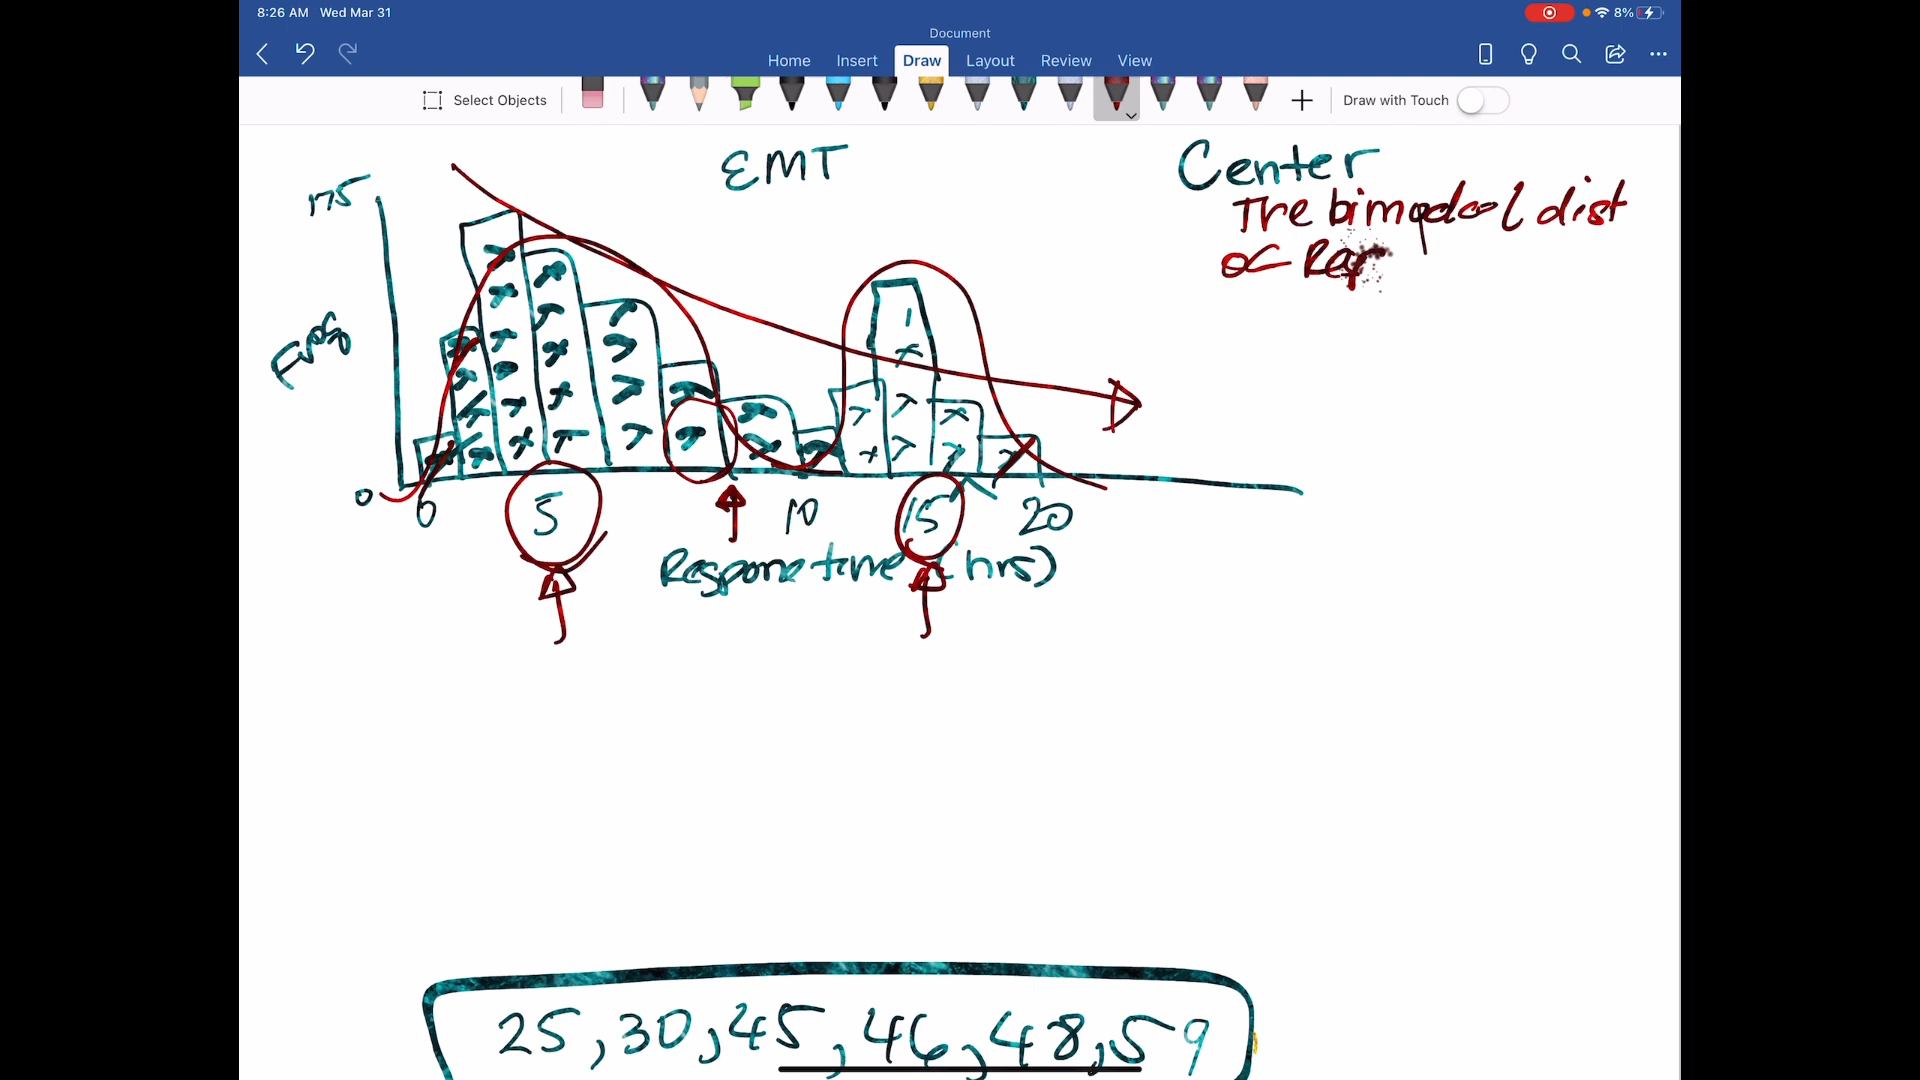 8:26 AM Wed Mar 31
8%
Document
Home Insert Draw Layout Review View
Select Objects
Draw with Touch
EMT
Center
The bimodal dist
175
0
0 5 10 15 20
Response time (hrs)
25, 30, 45, 46, 48, 59